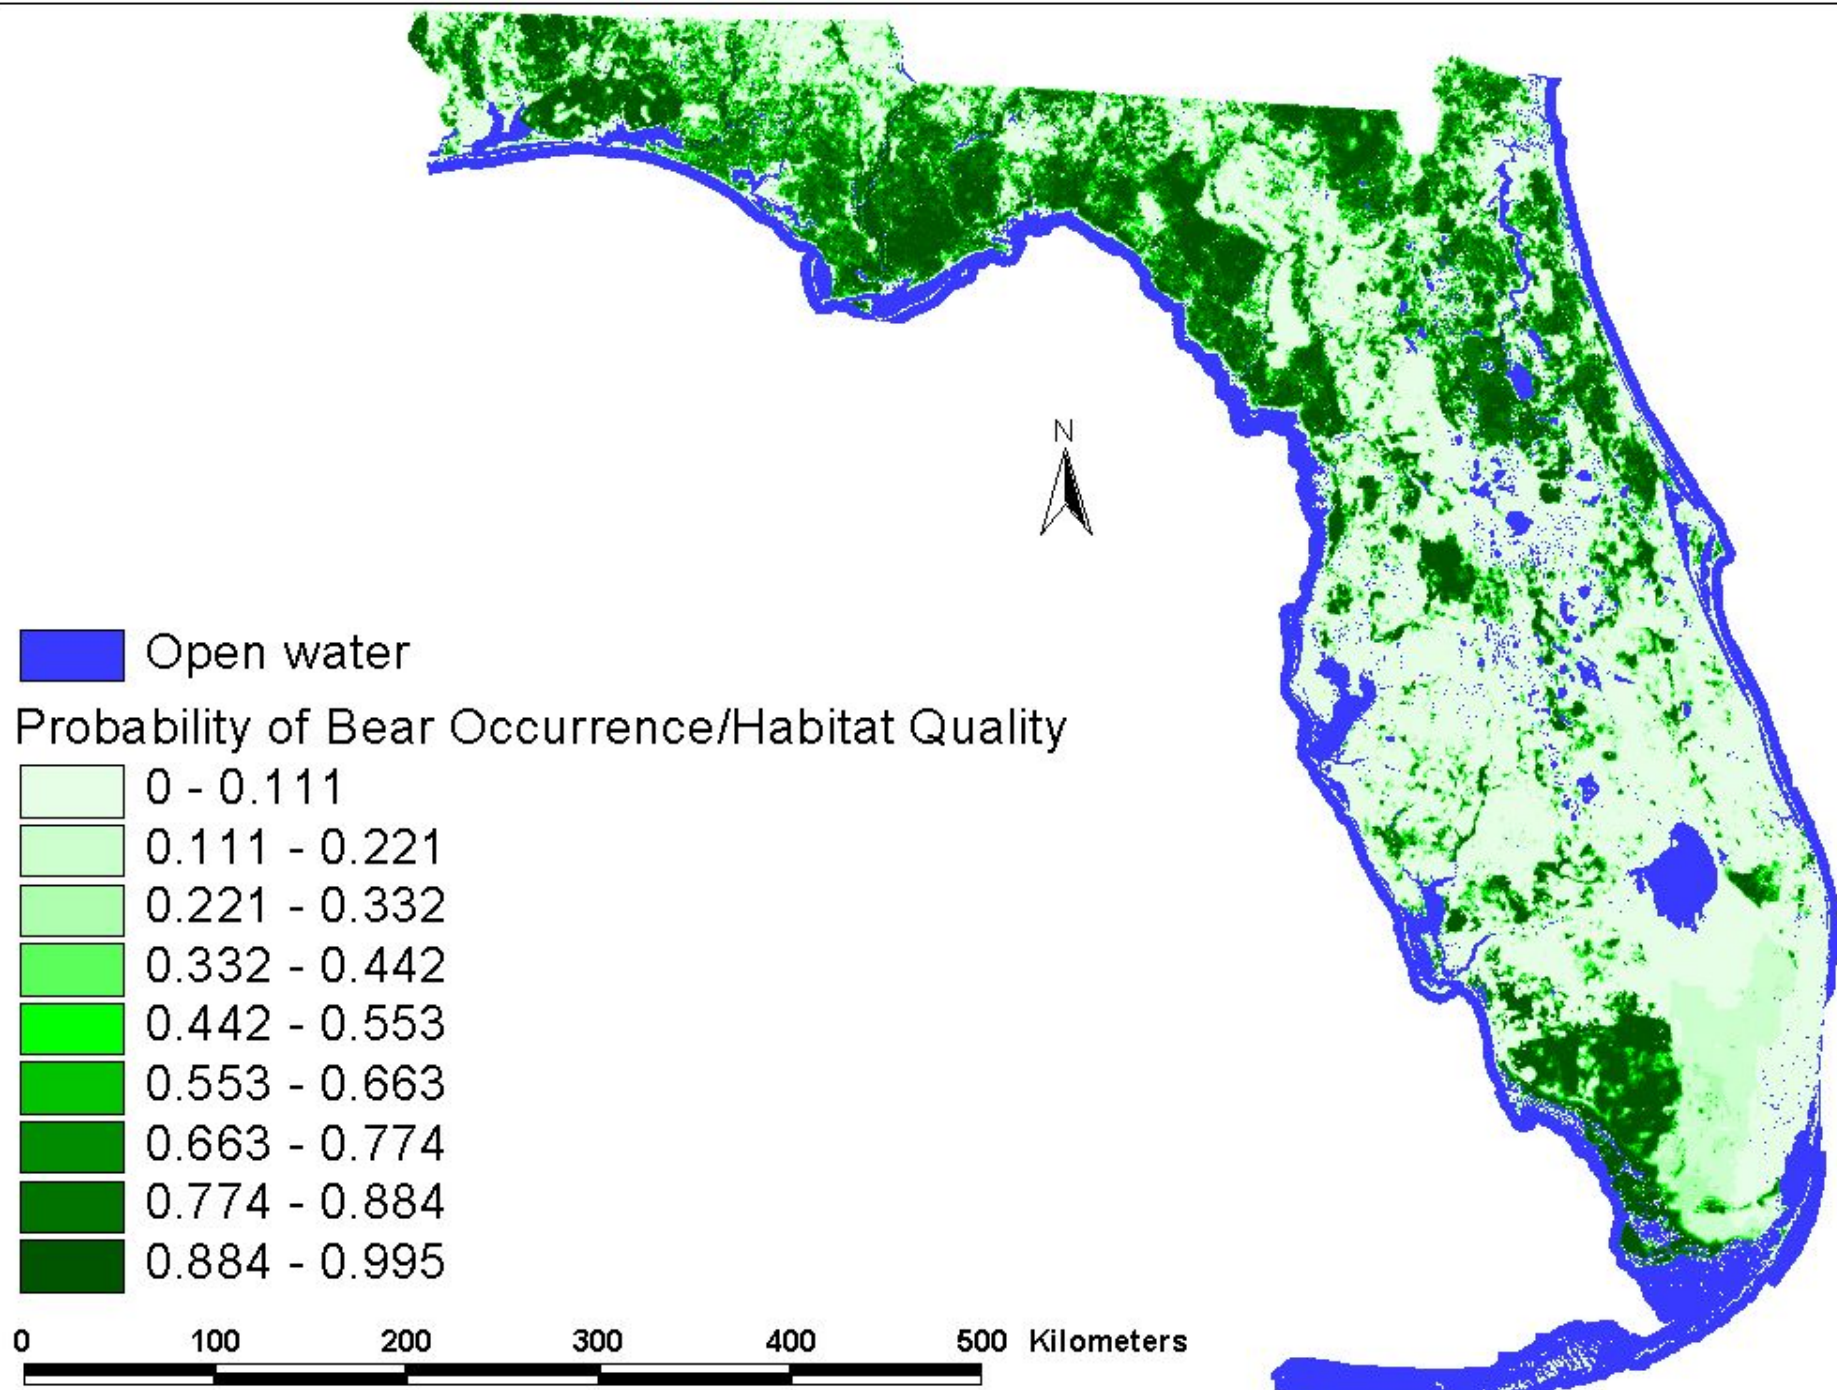 N
Open water
Probability of Bear Occurrence/Habitat Quality
0 - 0.111
0.111 - 0.221
0.221 - 0.332
0.332 - 0.442
0.442 - 0.553
0.553 - 0.663
0.663 - 0.774
0.774 - 0.884
0.884 - 0.995
0 100 200 300 400 500 Kilometers